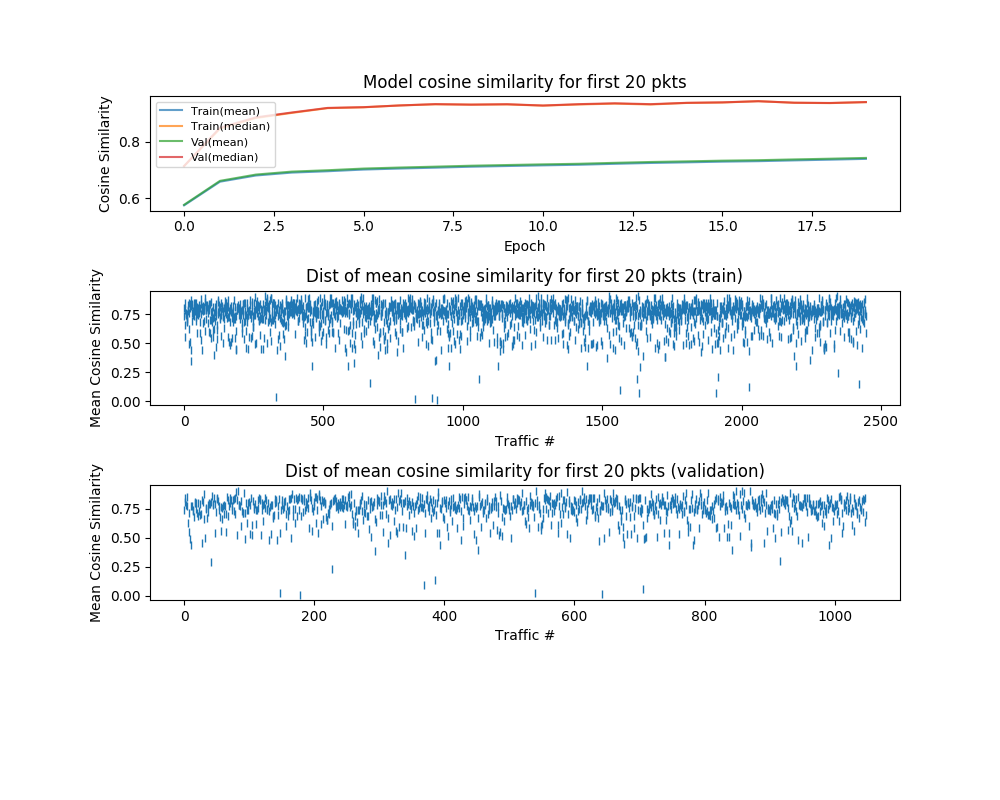 Model cosine similarity for first 20 pkts
Cosine Similarity
0.8
0.6
Train(mean)
Train(median)
Val(mean)
Val(median)
0.0 2.5 5.0 7.5 10.0 12.5 15.0 17.5
Epoch
Dist of mean cosine similarity for first 20 pkts (train)
Mean Cosine Similarity
0.75
0.50
0.25
0.00
0 500 1000 1500 2000 2500
Traffic #
Dist of mean cosine similarity for first 20 pkts (validation)
Mean Cosine Similarity
0.75
0.50
0.25
0.00
0 200 400 600 800 1000
Traffic #